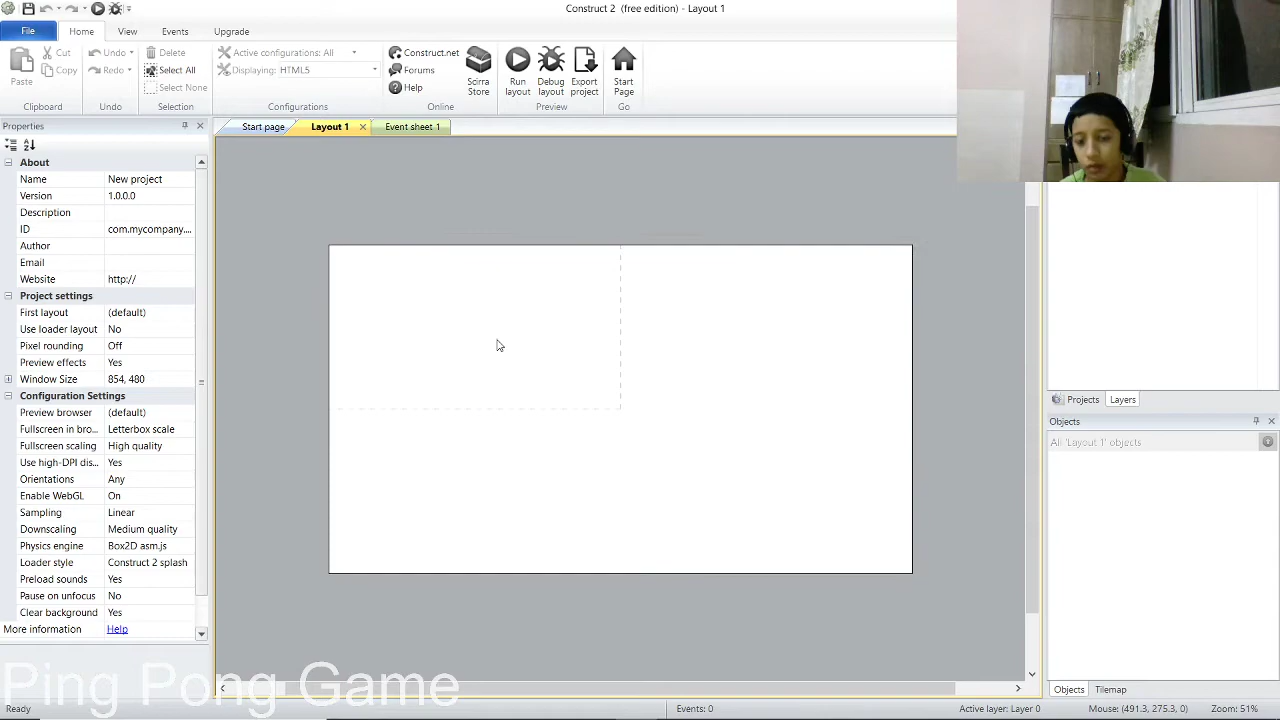 Construct 2 (free edition) - Layout 1
File Home View Events Upgrade
Paste Cut Copy Undo Redo Delete Select All Select None Active configurations: All Displaying: HTML5 Construct.net Forums Help Scirra Store Run layout Debug layout Export project Start Page
Clipboard Undo Selection Configurations Online Preview Go
Properties
Start page Layout 1 Event sheet 1
About
Name New project
Version 1.0.0.0
Description
ID com.mycompany....
Author
Email
Website http://
Project settings
First layout (default)
Use loader layout No
Pixel rounding Off
Preview effects Yes
Window Size 854, 480
Configuration Settings
Preview browser (default)
Fullscreen in bro... Letterbox scale
Fullscreen scaling High quality
Use high-DPI dis... Yes
Orientations Any
Enable WebGL On
Sampling Linear
Downscaling Medium quality
Physics engine Box2D asm.js
Loader style Construct 2 splash
Preload sounds Yes
Pause on unfocus No
Clear background Yes
More information Help
Projects Layers
Objects
All 'Layout 1' objects
Objects Tilemap
Ping Pong Game
Ready Events: 0 Active layer: Layer 0 Mouse: (491.3, 275.3, 0) Zoom: 51%